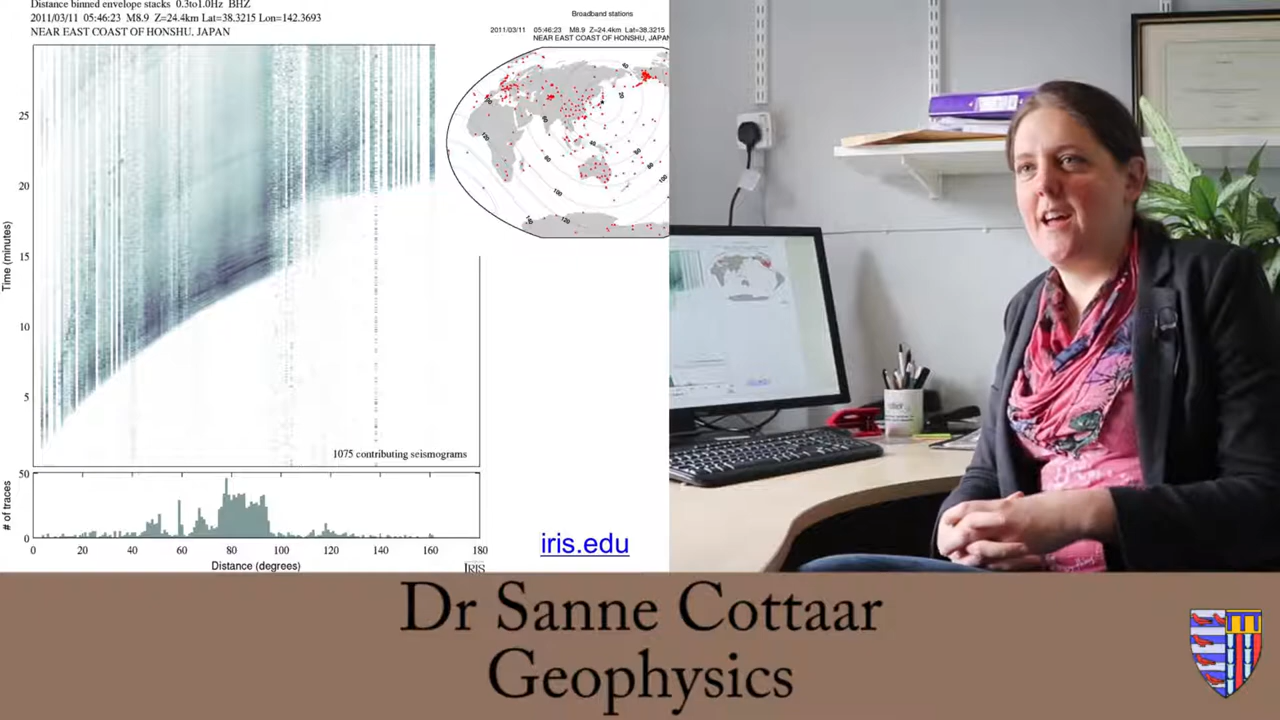 Distance binned envelope stacks 0.3to1.0Hz BHZ
2011/03/11 05:46:23 M8.9 Z=24.4km Lat=38.3215 Lon=142.3693
NEAR EAST COAST OF HONSHU, JAPAN
Time (minutes)
25
20
15
10
5
1075 contributing seismograms
# of traces
50
0
0 20 40 60 80 100 120 140 160 180
Distance (degrees)
IRIS
Broadband stations
2011/03/11 05:46:23 M8.9 Z=24.4km Lat=38.3215
NEAR EAST COAST OF HONSHU, JAPAN
iris.edu
Dr Sanne Cottaar
Geophysics